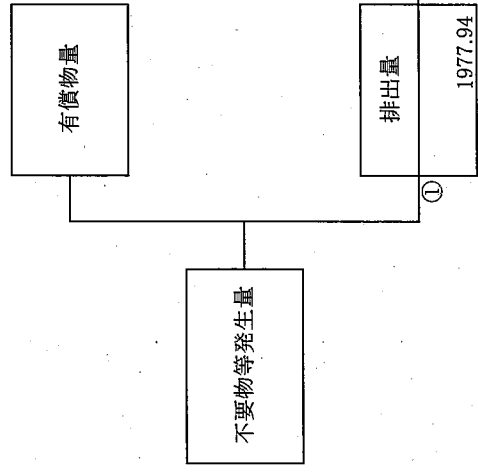 有償物量
不要物等発生量
①
排出量
1977.94